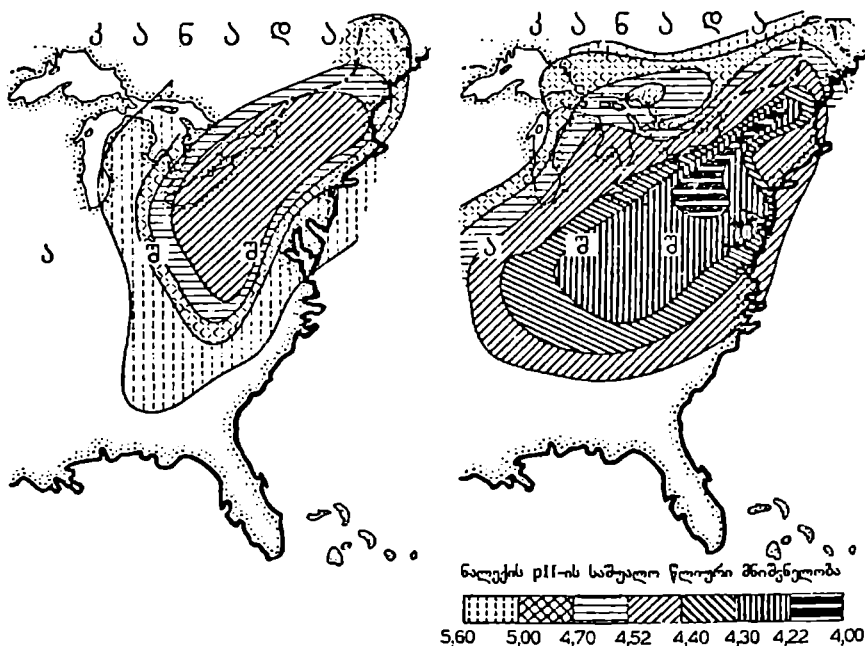 კ ა ნ ა დ ა
კ ა ნ ა დ ა
ა შ შ
ა შ შ
ნალექის pH-ის საშუალო წლიური მნიშვნელობა
5,60 5,00 4,70 4,52 4,40 4,30 4,22 4,00